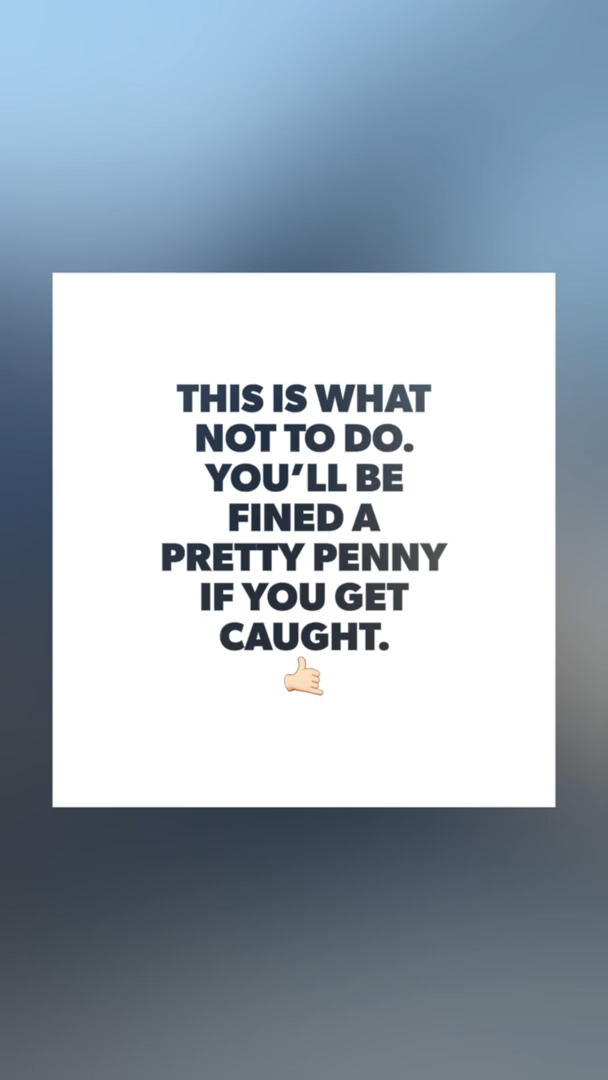 THIS IS WHAT
NOT TO DO.
YOU’LL BE
FINED A
PRETTY PENNY
IF YOU GET
CAUGHT.
🤙🏻